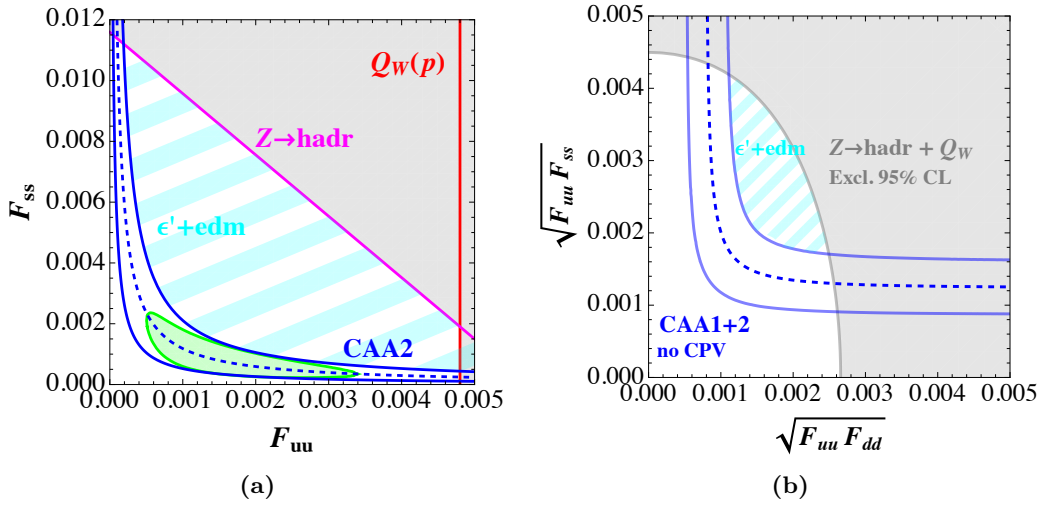 0.012
0.010
0.008
0.006
0.004
0.002
0.000
F_ss
Q_W(p)
Z→hadr
ϵ'+edm
CAA2
0.000 0.001 0.002 0.003 0.004 0.005
F_uu
(a)
0.005
0.004
0.003
0.002
0.001
0.000
√F_uu F_ss
ϵ'+edm
Z→hadr + Q_W
Excl. 95% CL
CAA1+2
no CPV
0.000 0.001 0.002 0.003 0.004 0.005
√F_uu F_dd
(b)